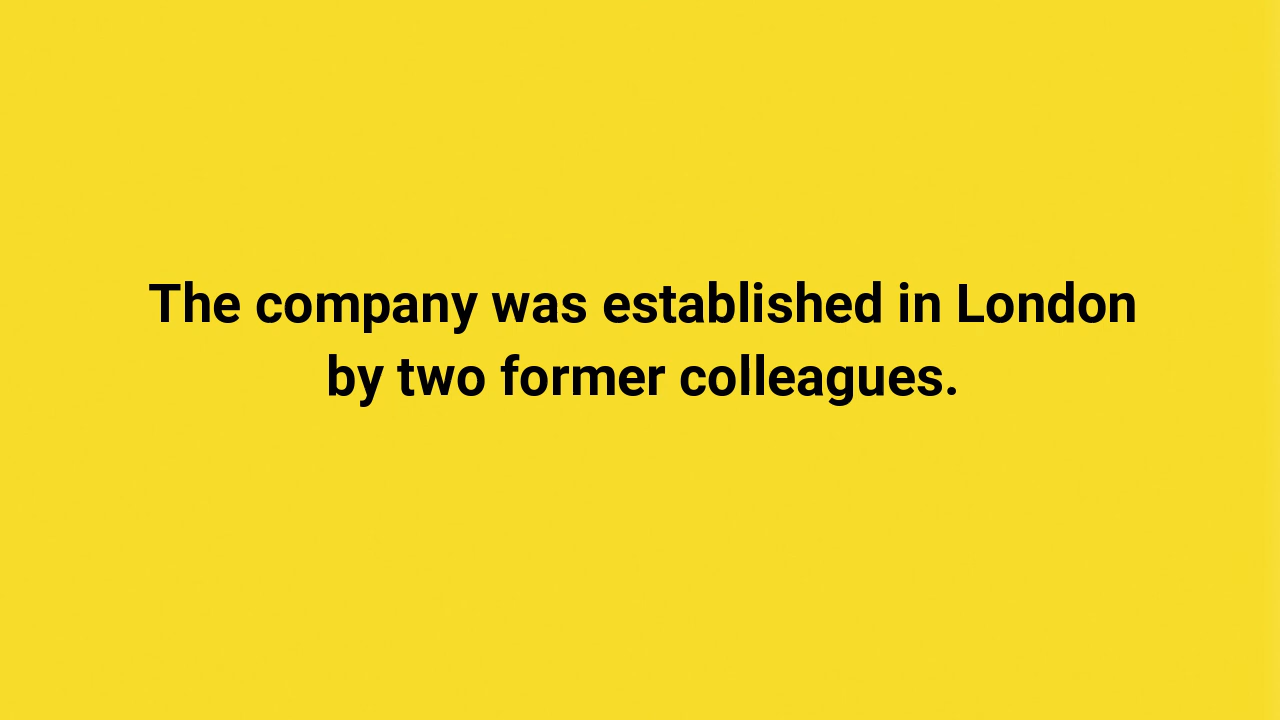 The company was established in London
by two former colleagues.